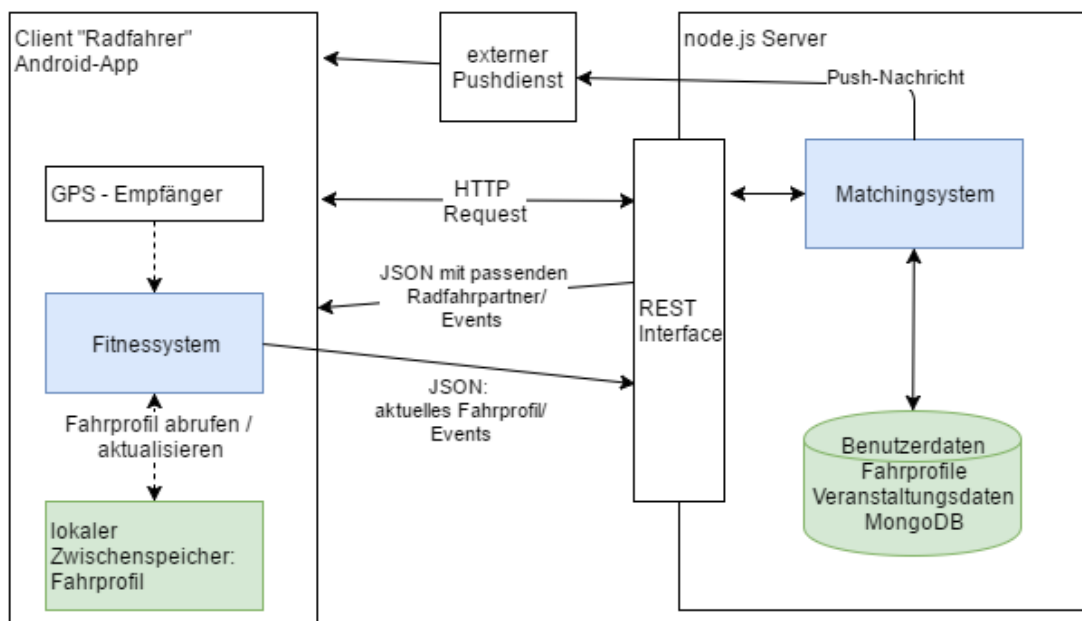 Client "Radfahrer"
Android-App
externer
Pushdienst
node.js Server
Push-Nachricht
GPS - Empfänger
HTTP
Request
Matchingsystem
JSON mit passenden
Radfahrpartner/
Events
REST
Interface
Fitnessystem
JSON:
aktuelles Fahrprofil/
Events
Fahrprofil abrufen /
aktualisieren
Benutzerdaten
Fahrprofile
Veranstaltungsdaten
MongoDB
lokaler
Zwischenspeicher:
Fahrprofil